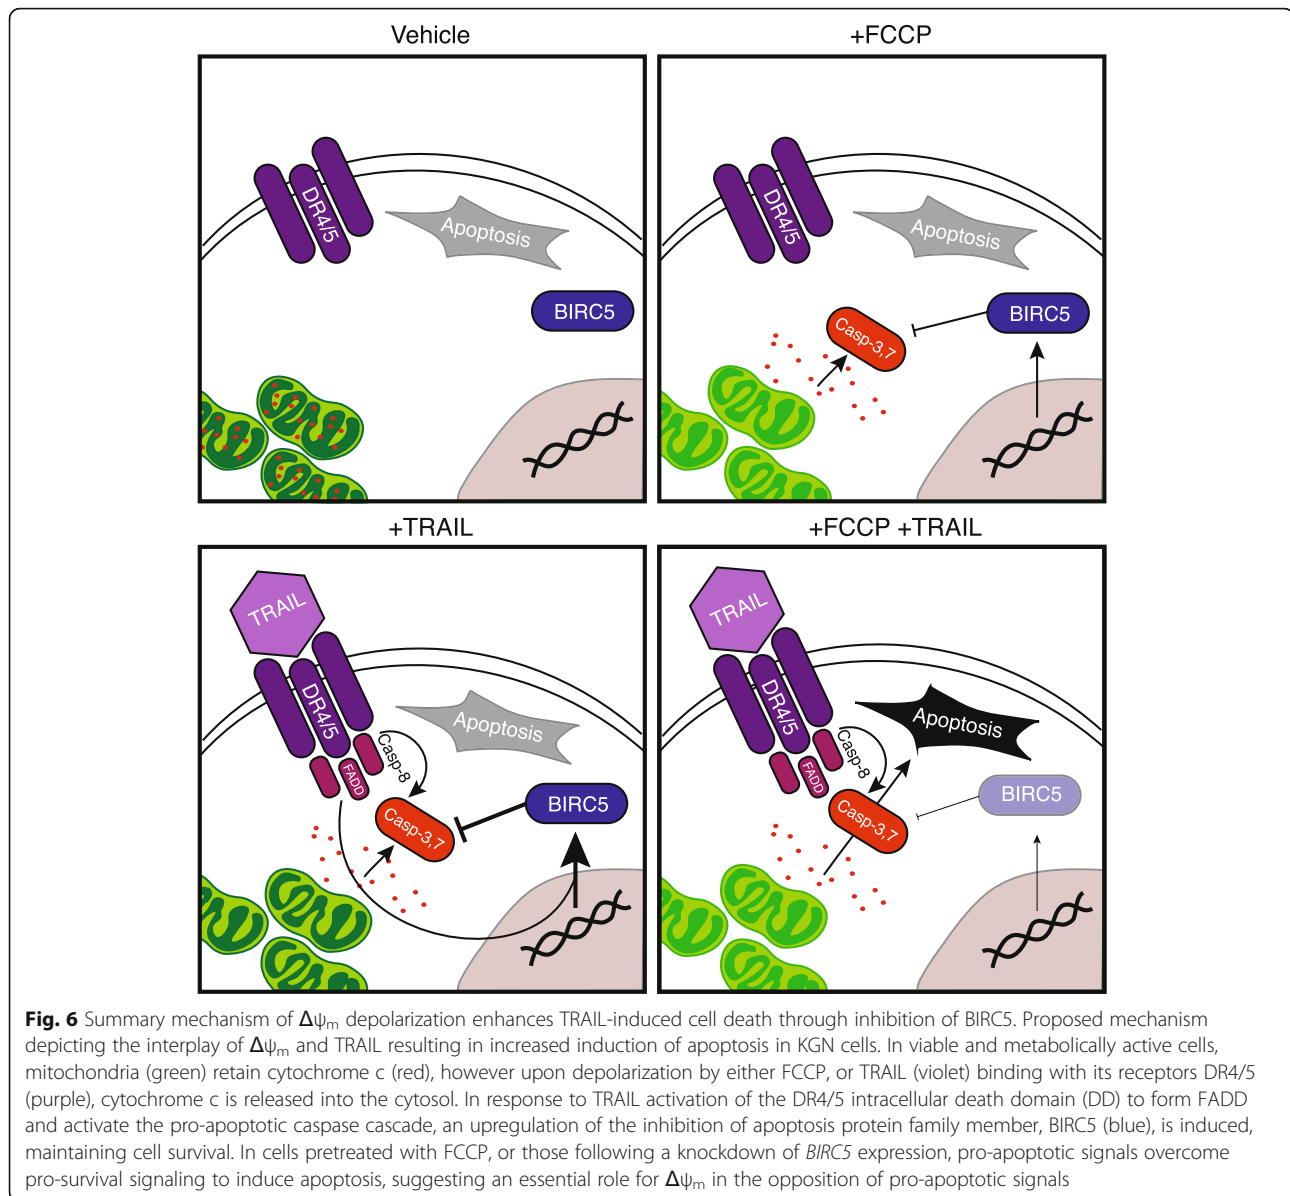 Vehicle
+FCCP
DR4/5
Apoptosis
BIRC5
DR4/5
Apoptosis
Casp-3,7
BIRC5
+TRAIL
+FCCP +TRAIL
TRAIL
DR4/5
Apoptosis
Casp-8
FADD
Casp-3,7
BIRC5
TRAIL
DR4/5
Apoptosis
Casp-8
FADD
Casp-3,7
BIRC5
Fig. 6 Summary mechanism of Δψm depolarization enhances TRAIL-induced cell death through inhibition of BIRC5. Proposed mechanism
depicting the interplay of Δψm and TRAIL resulting in increased induction of apoptosis in KGN cells. In viable and metabolically active cells,
mitochondria (green) retain cytochrome c (red), however upon depolarization by either FCCP, or TRAIL (violet) binding with its receptors DR4/5
(purple), cytochrome c is released into the cytosol. In response to TRAIL activation of the DR4/5 intracellular death domain (DD) to form FADD
and activate the pro-apoptotic caspase cascade, an upregulation of the inhibition of apoptosis protein family member, BIRC5 (blue), is induced,
maintaining cell survival. In cells pretreated with FCCP, or those following a knockdown of BIRC5 expression, pro-apoptotic signals overcome
pro-survival signaling to induce apoptosis, suggesting an essential role for Δψm in the opposition of pro-apoptotic signals